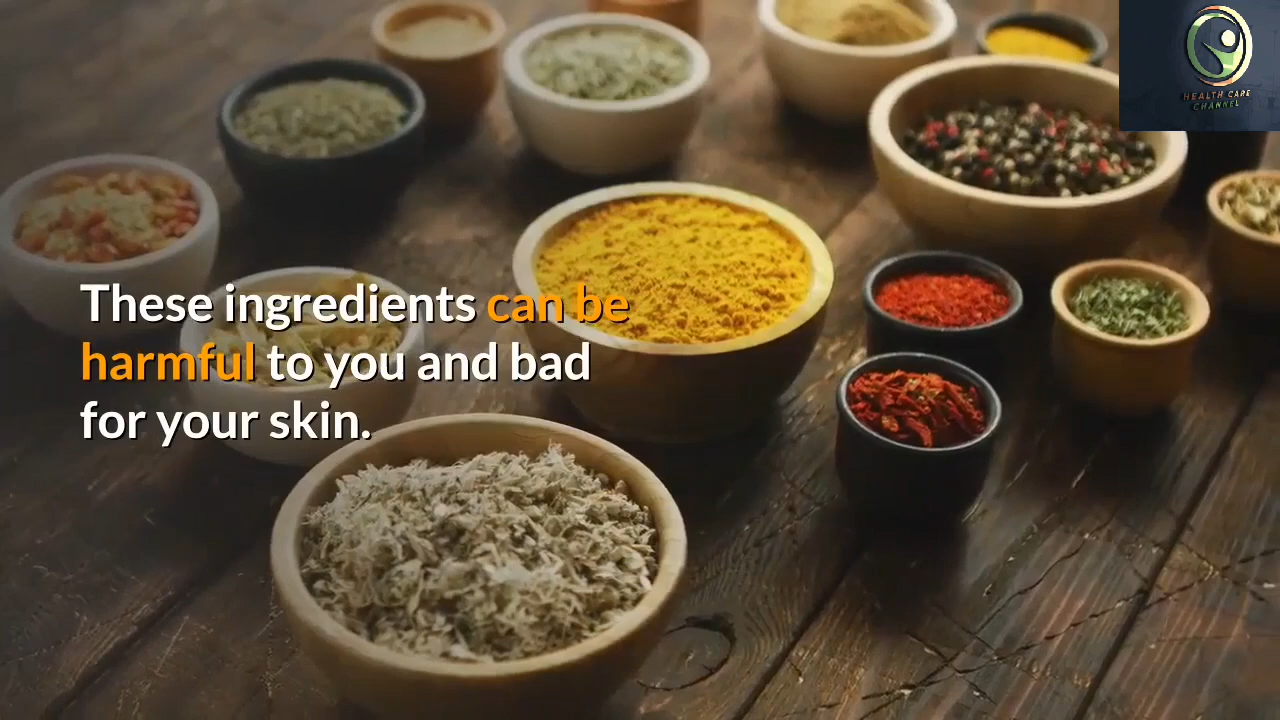 HEALTH CARE
CHANNEL
These ingredients can be
harmful to you and bad
for your skin.